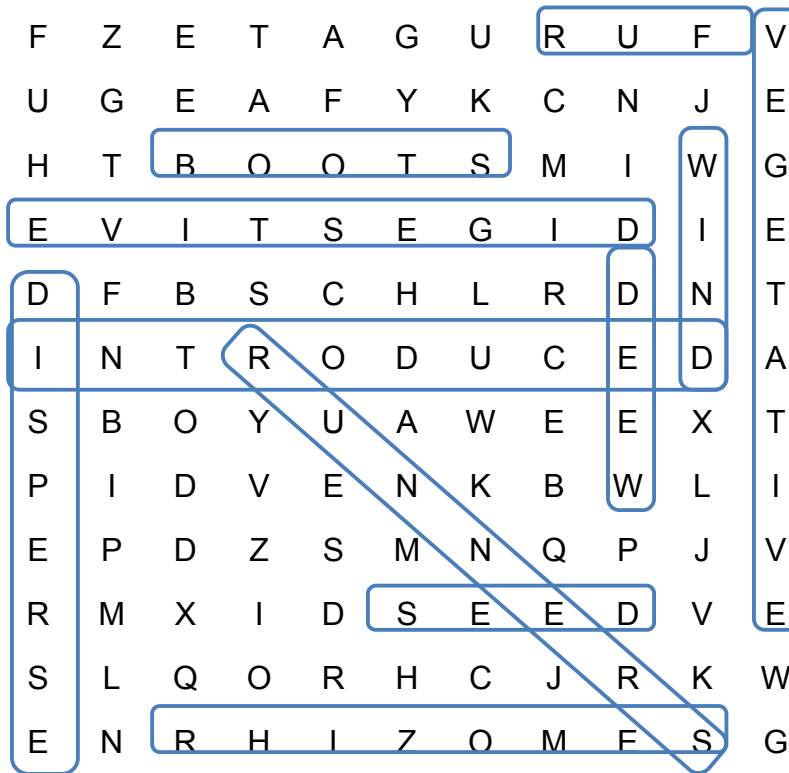 F Z E T A G U R U F V
U G E A F Y K C N J E
H T B O O T S M I W G
E V I T S E G I D I E
D F B S C H L R D N T
I N T R O D U C E D A
S B O Y U A W E E X T
P I D V E N K B W L I
E P D Z S M N Q P J V
R M X I D S E E D V E
S L Q O R H C J R K W
E N R H I Z O M E S G